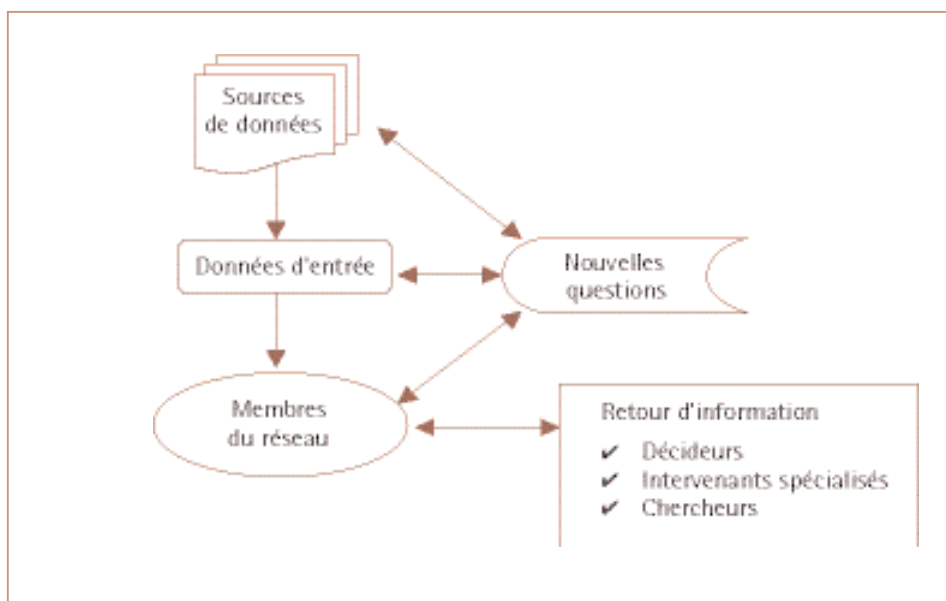 Sources
de données
Données d'entrée
Nouvelles
questions
Membres
du réseau
Retour d'information
✔ Décideurs
✔ Intervenants spécialisés
✔ Chercheurs